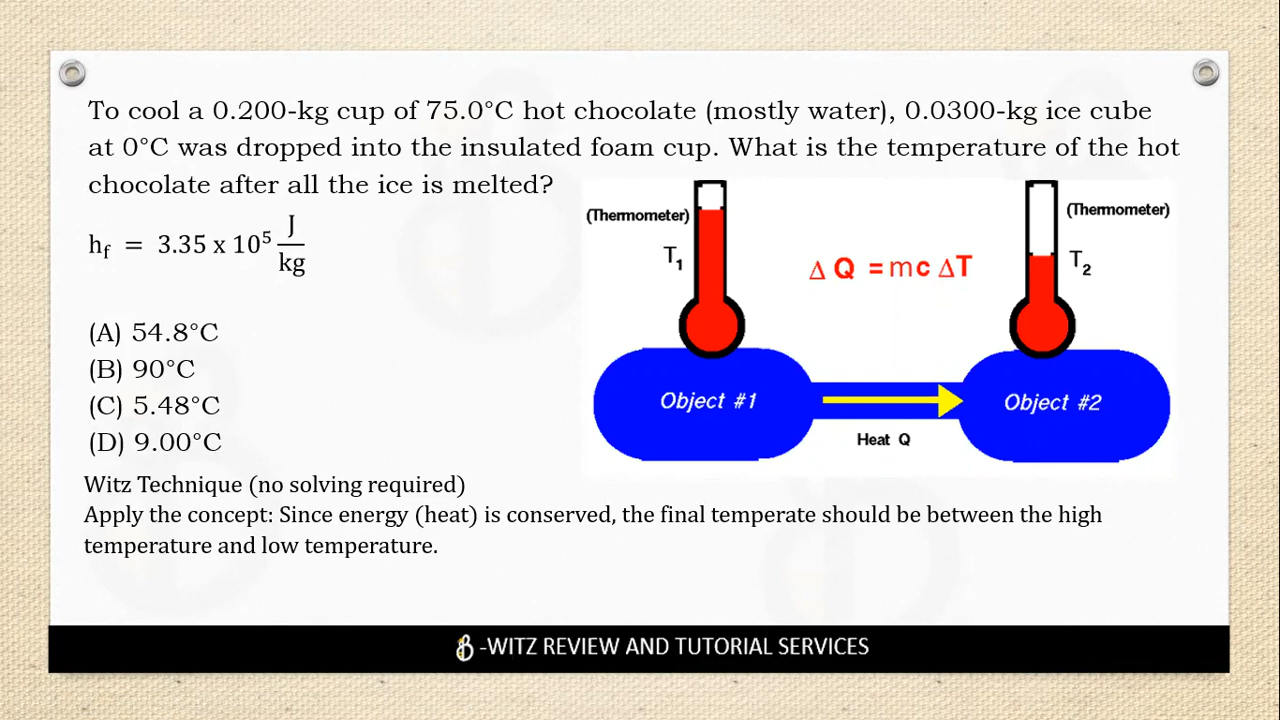 To cool a 0.200-kg cup of 75.0°C hot chocolate (mostly water), 0.0300-kg ice cube
at 0°C was dropped into the insulated foam cup. What is the temperature of the hot
chocolate after all the ice is melted?
h_f = 3.35 x 10⁵ J/kg
(Thermometer)
T₁
Δ Q = mc ΔT
(Thermometer)
T₂
(A) 54.8°C
(B) 90°C
(C) 5.48°C
(D) 9.00°C
Object #1
Object #2
Heat Q
Witz Technique (no solving required)
Apply the concept: Since energy (heat) is conserved, the final temperate should be between the high
temperature and low temperature.
B-WITZ REVIEW AND TUTORIAL SERVICES